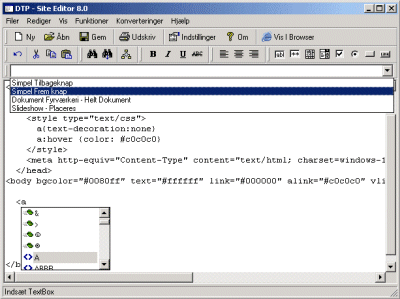 DTP - Site Editor 8.0
Filer Rediger Vis Funktioner Konverteringer Hjælp
Ny Åbn Gem Udskriv Indstillinger Om Vis I Browser
B I U ABC
Simpel Tilbageknap
Simpel Frem knap
Dokument Fyrværkeri - Helt Dokument
Slideshow - Placeres
<style type="text/css">
a{text-decoration:none}
a:hover {color: #c0c0c0}
</style>
<meta http-equiv="Content-Type" content="text/html; charset=windows-1
</head>
<body bgcolor="#0080ff" text="#ffffff" link="#000000" alink="#c0c0c0" vli
<a
&
>
©
®
A
ABBR
</b
Indsæt TextBox